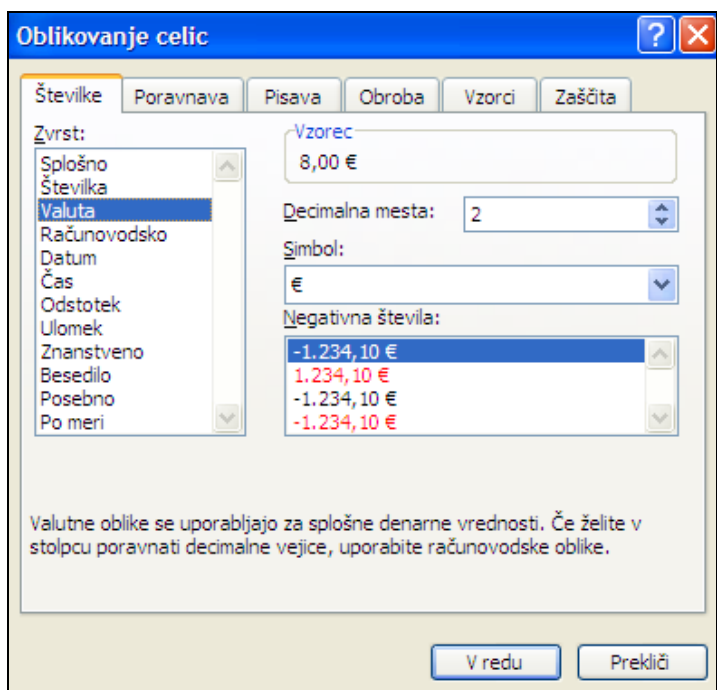 Oblikovanje celic
Številke Poravnava Pisava Obroba Vzorci Zaščita
Zvrst:
Splošno
Številka
Valuta
Računovodsko
Datum
Čas
Odstotek
Ulomek
Znanstveno
Besedilo
Posebno
Po meri
Vzorec
8,00 €
Decimalna mesta: 2
Simbol:
€
Negativna števila:
-1.234,10 €
1.234,10 €
-1.234,10 €
-1.234,10 €
Valutne oblike se uporabljajo za splošne denarne vrednosti. Če želite v
stolpcu poravnati decimalne vejice, uporabite računovodske oblike.
V redu Prekliči